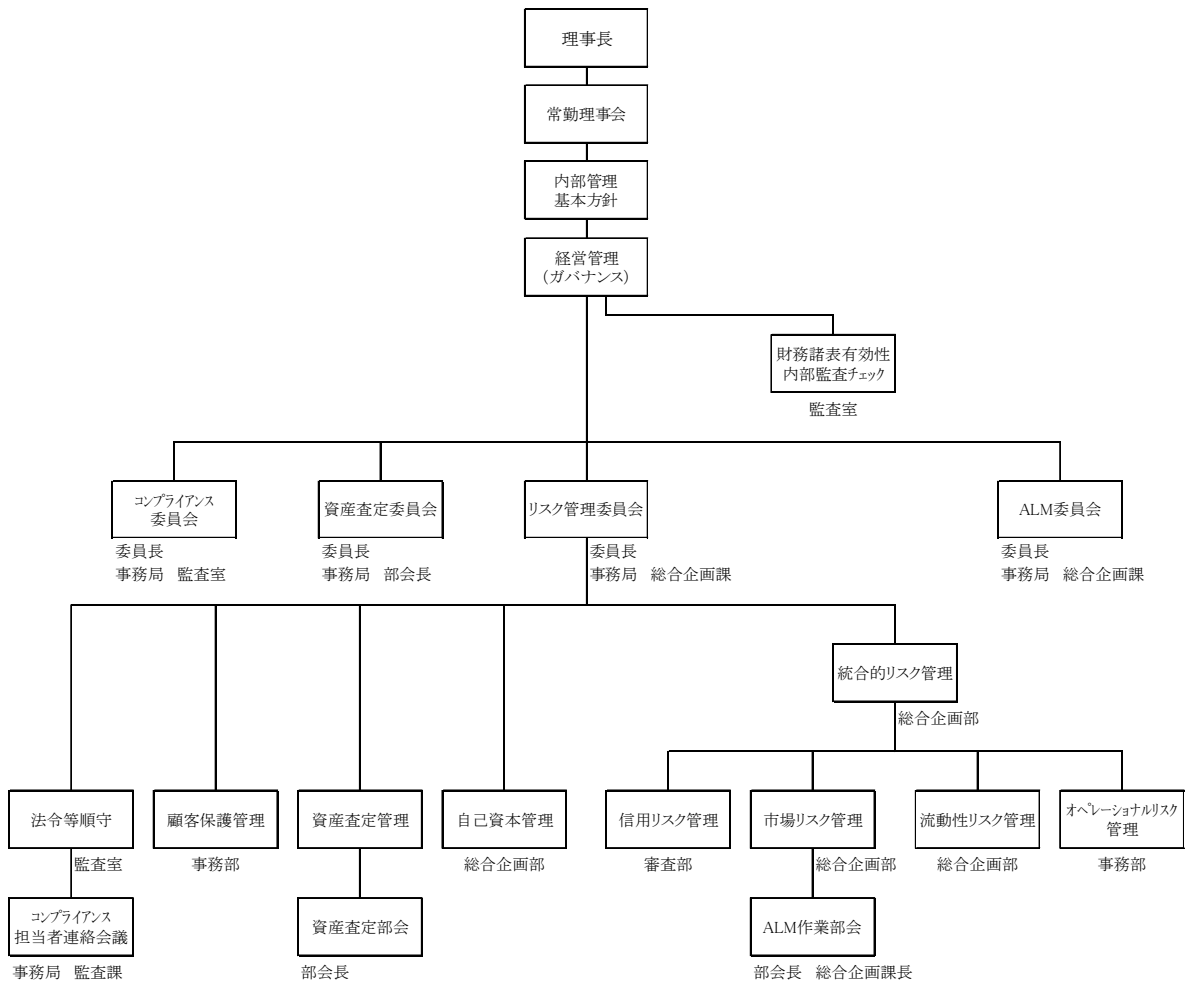 理事長
常勤理事会
内部管理
基本方針
経営管理
(ガバナンス)
財務諸表有効性
内部監査チェック
監査室
コンプライアンス
委員会
委員長
事務局 監査室
資産査定委員会
委員長
事務局 部会長
リスク管理委員会
委員長
事務局 総合企画課
ALM委員会
委員長
事務局 総合企画課
統合的リスク管理
総合企画部
法令等順守
監査室
顧客保護管理
事務部
資産査定管理
自己資本管理
総合企画部
信用リスク管理
審査部
市場リスク管理
総合企画部
流動性リスク管理
総合企画部
オペレーショナルリスク
管理
事務部
コンプライアンス
担当者連絡会議
事務局 監査課
資産査定部会
部会長
ALM作業部会
部会長 総合企画課長